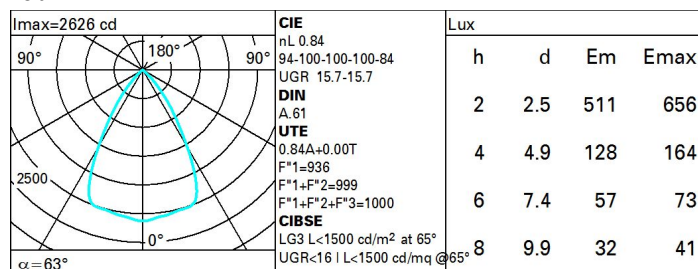 Imax=2626 cd
90° 180° 90°
2500
0°
α=63°
CIE
nL 0.84
94-100-100-100-84
UGR 15.7-15.7
DIN
A.61
UTE
0.84A+0.00T
F"1=936
F"1+F"2=999
F"1+F"2+F"3=1000
CIBSE
LG3 L<1500 cd/m² at 65°
UGR<16 | L<1500 cd/mq @65°
Lux
h d Em Emax
2 2.5 511 656
4 4.9 128 164
6 7.4 57 73
8 9.9 32 41